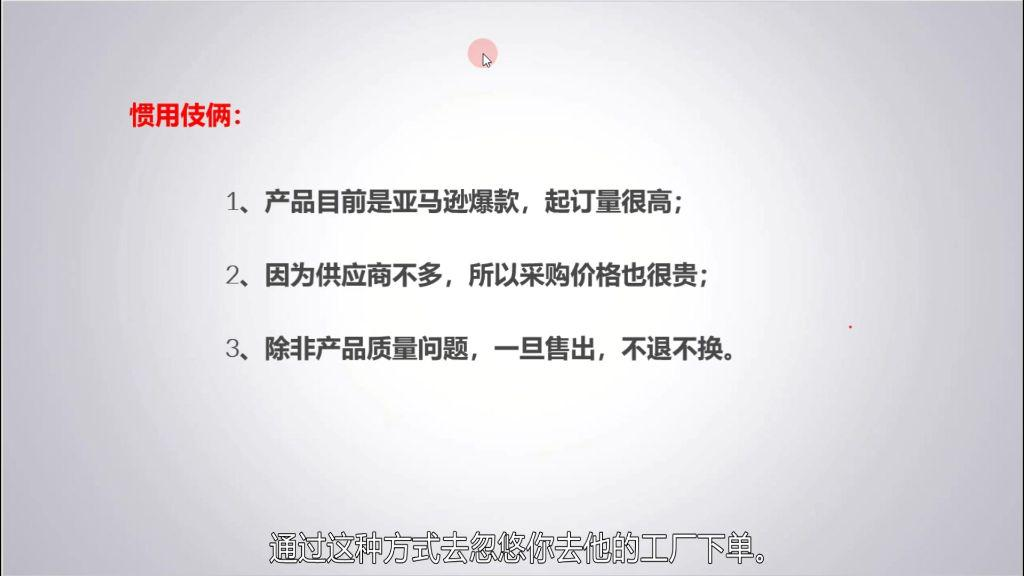 惯用伎俩：
1、产品目前是亚马逊爆款，起订量很高；
2、因为供应商不多，所以采购价格也很贵；
3、除非产品质量问题，一旦售出，不退不换。
通过这种方式去忽悠你去他的工厂下单。